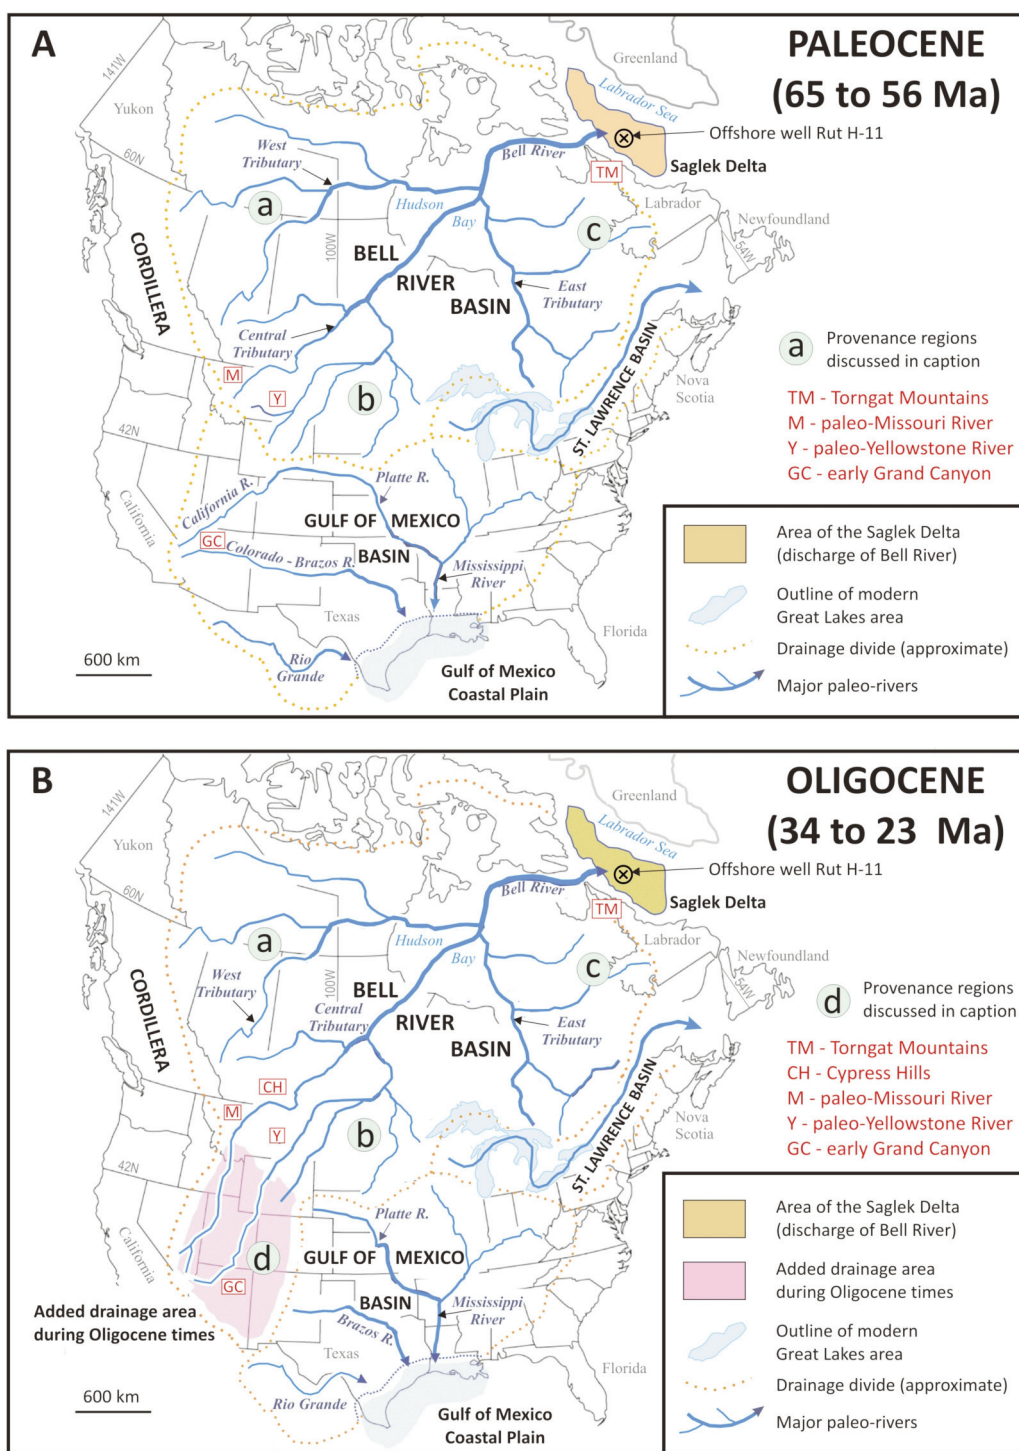 A
PALEOCENE
(65 to 56 Ma)
Greenland
Labrador Sea
141W
Yukon
60N
West
Tributary
Bell River
Offshore well Rut H-11
Saglek Delta
TM
Labrador
Newfoundland
54W
a
Hudson
Bay
c
100W
CORDILLERA
BELL
RIVER
BASIN
East
Tributary
Central
Tributary
M
Y
b
ST. LAWRENCE BASIN
Nova
Scotia
42N
California
California R.
Platte R.
GULF OF MEXICO
BASIN
GC
Colorado - Brazos R.
Mississippi
River
Texas
Florida
Rio
Grande
Gulf of Mexico
Coastal Plain
600 km
a
Provenance regions
discussed in caption
TM - Torngat Mountains
M - paleo-Missouri River
Y - paleo-Yellowstone River
GC - early Grand Canyon
Area of the Saglek Delta
(discharge of Bell River)
Outline of modern
Great Lakes area
Drainage divide (approximate)
Major paleo-rivers
B
OLIGOCENE
(34 to 23 Ma)
Greenland
Labrador Sea
141W
Yukon
60N
Bell River
Offshore well Rut H-11
Saglek Delta
TM
Labrador
Newfoundland
54W
a
Hudson
Bay
c
West
Tributary
100W
CORDILLERA
BELL
RIVER
BASIN
Central
Tributary
East
Tributary
CH
M
Y
b
ST. LAWRENCE BASIN
Nova
Scotia
42N
California
Platte R.
GULF OF MEXICO
BASIN
d
GC
Added drainage area
during Oligocene times
Brazos R.
Mississippi
River
Texas
Florida
Rio Grande
Gulf of Mexico
Coastal Plain
600 km
d
Provenance regions
discussed in caption
TM - Torngat Mountains
CH - Cypress Hills
M - paleo-Missouri River
Y - paleo-Yellowstone River
GC - early Grand Canyon
Area of the Saglek Delta
(discharge of Bell River)
Added drainage area
during Oligocene times
Outline of modern
Great Lakes area
Drainage divide (approximate)
Major paleo-rivers